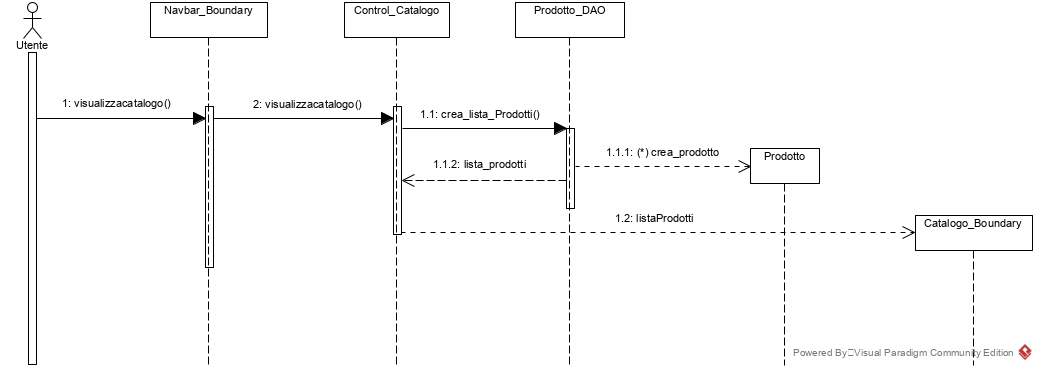 Navbar_Boundary
Control_Catalogo
Prodotto_DAO
Utente
1: visualizzacatalogo()
2: visualizzacatalogo()
1.1: crea_lista_Prodotti()
1.1.1: (*) crea_prodotto
Prodotto
1.1.2: lista_prodotti
1.2: listaProdotti
Catalogo_Boundary
Powered By Visual Paradigm Community Edition